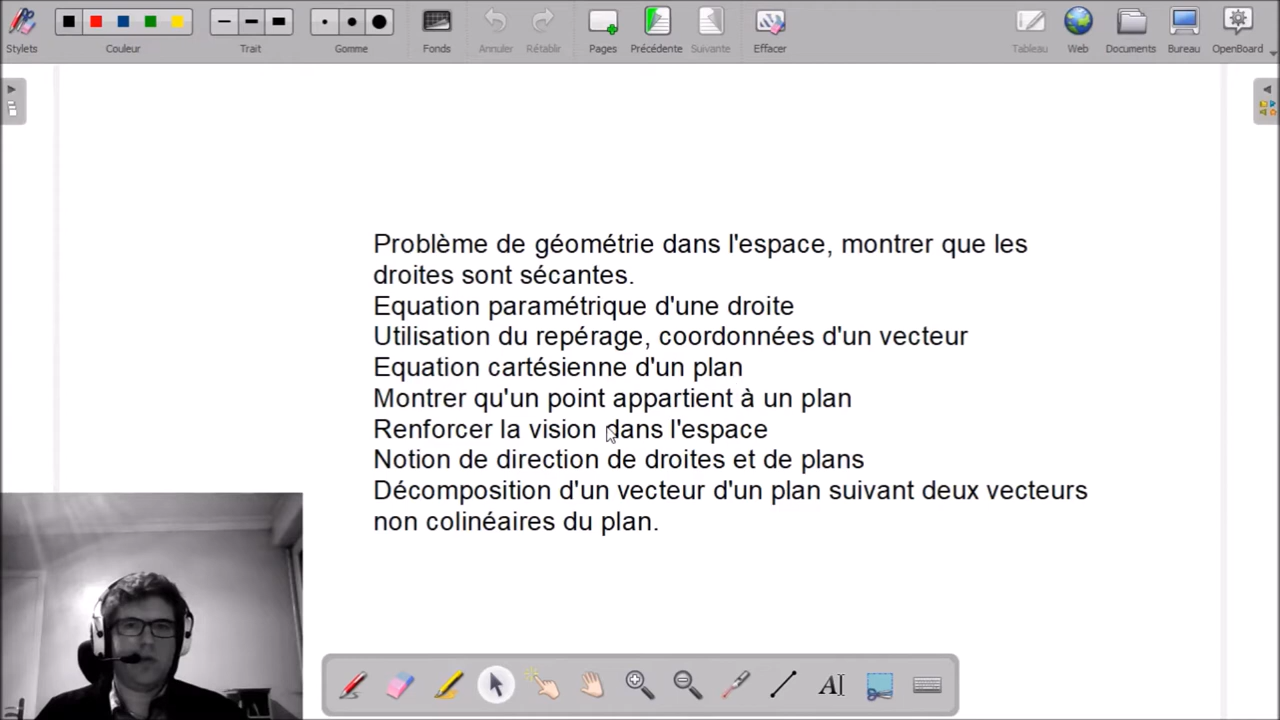 Stylets Couleur Trait Gomme Fonds Annuler Rétablir Pages Précédente Suivante Effacer Tableau Web Documents Bureau OpenBoard
Problème de géométrie dans l'espace, montrer que les
droites sont sécantes.
Equation paramétrique d'une droite
Utilisation du repérage, coordonnées d'un vecteur
Equation cartésienne d'un plan
Montrer qu'un point appartient à un plan
Renforcer la vision dans l'espace
Notion de direction de droites et de plans
Décomposition d'un vecteur d'un plan suivant deux vecteurs
non colinéaires du plan.
AI